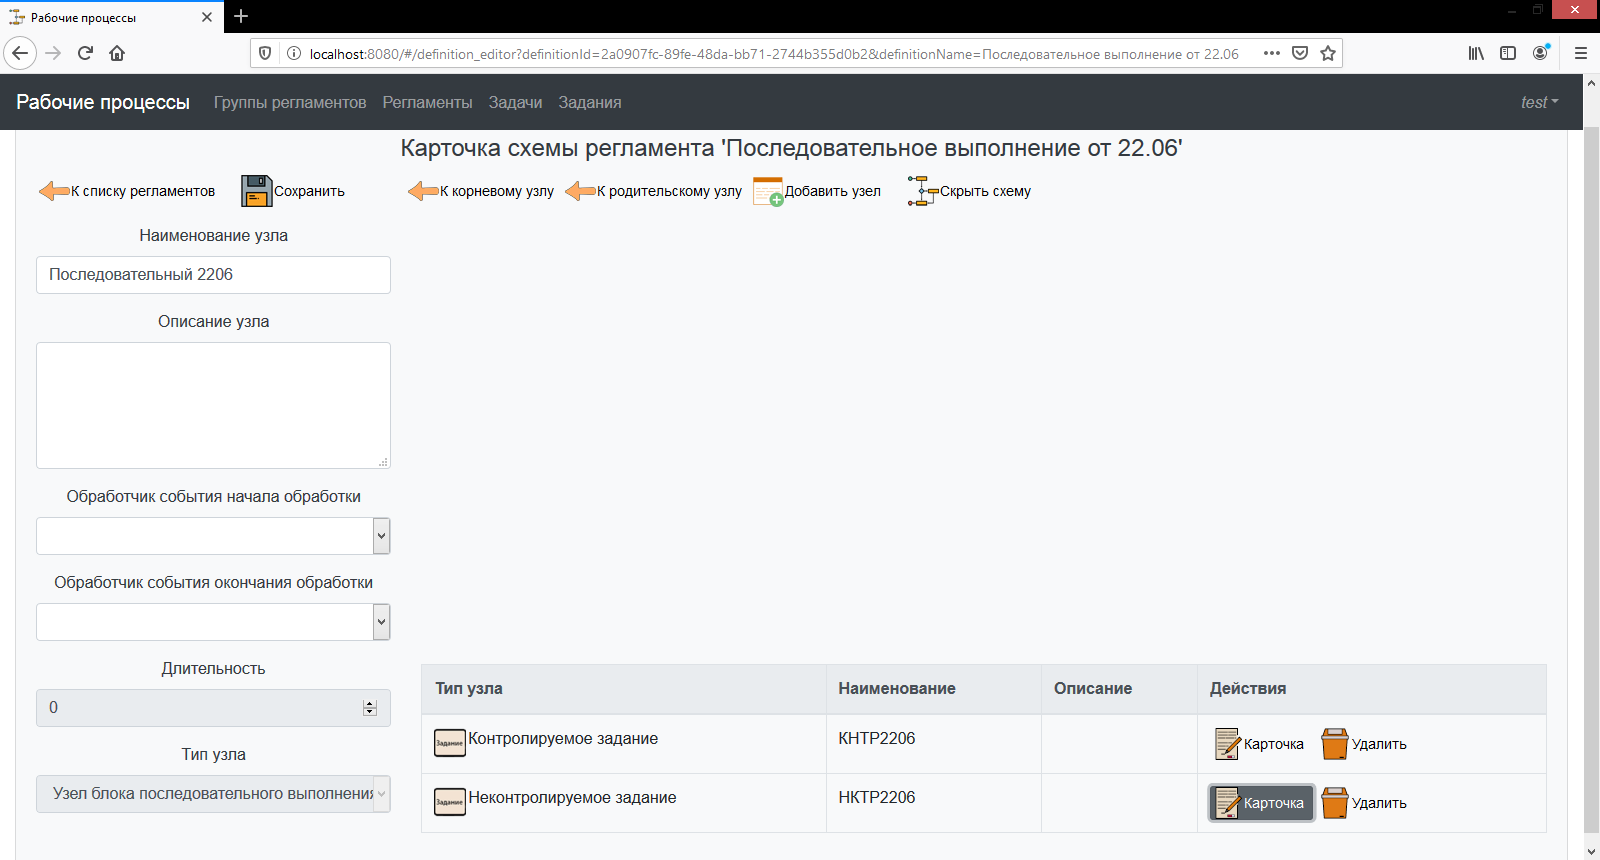 Рабочие процессы
localhost:8080/#/definition_editor?definitionId=2a0907fc-89fe-48da-bb71-2744b355d0b2&definitionName=Последовательное выполнение от 22.06
Рабочие процессы Группы регламентов Регламенты Задачи Задания test
Карточка схемы регламента 'Последовательное выполнение от 22.06'
К списку регламентов Сохранить К корневому узлу К родительскому узлу Добавить узел Скрыть схему
Наименование узла
Последовательный 2206
Описание узла
Обработчик события начала обработки
Обработчик события окончания обработки
Длительность
0
Тип узла
Узел блока последовательного выполнения
Тип узла Наименование Описание Действия
Задание Контролируемое задание КНТР2206 Карточка Удалить
Задание Неконтролируемое задание НКТР2206 Карточка Удалить